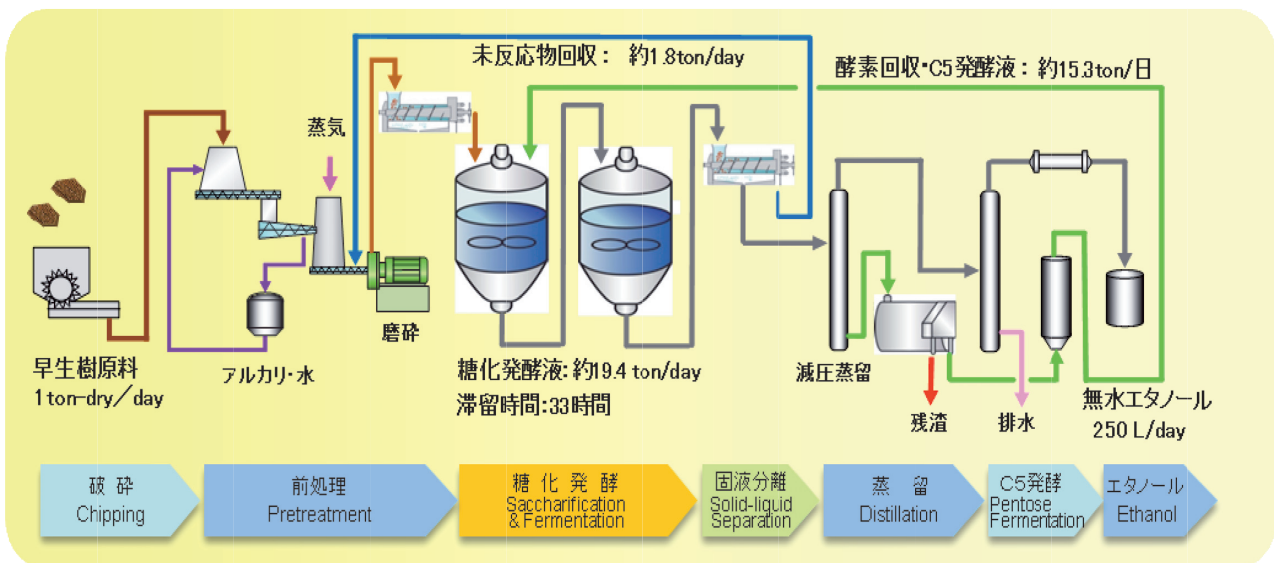 未反応物回収： 約1.8ton/day
酵素回収・C5発酵液：約15.3ton/日
蒸気
磨砕
アルカリ・水
早生樹原料
1ton-dry／day
糖化発酵液:約19.4 ton/day
滞留時間:33時間
減圧蒸留
残渣
排水
無水エタノール
250 L/day
破砕
Chipping
前処理
Pretreatment
糖化発酵
Saccharification
& Fermentation
固液分離
Solid-liquid
Separation
蒸留
Distillation
C5発酵
Pentose
Fermentation
エタノール
Ethanol